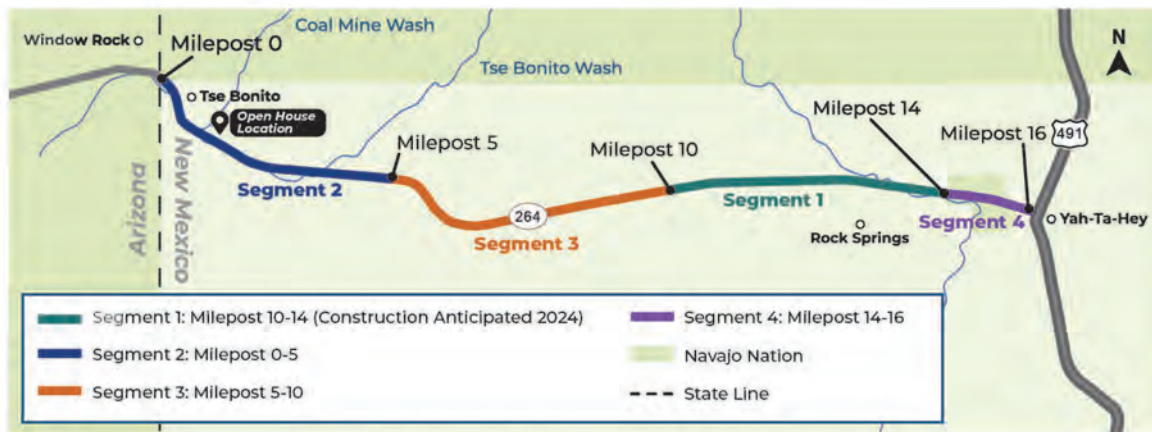 Coal Mine Wash
Window Rock
Milepost 0
Tse Bonito Wash
N
Tse Bonito
Open House
Location
Milepost 14
Milepost 16
491
Milepost 5
Milepost 10
Arizona
New Mexico
Segment 2
Segment 1
264
Segment 3
Rock Springs
Segment 4
Yah-Ta-Hey
Segment 1: Milepost 10-14 (Construction Anticipated 2024)
Segment 2: Milepost 0-5
Segment 3: Milepost 5-10
Segment 4: Milepost 14-16
Navajo Nation
State Line